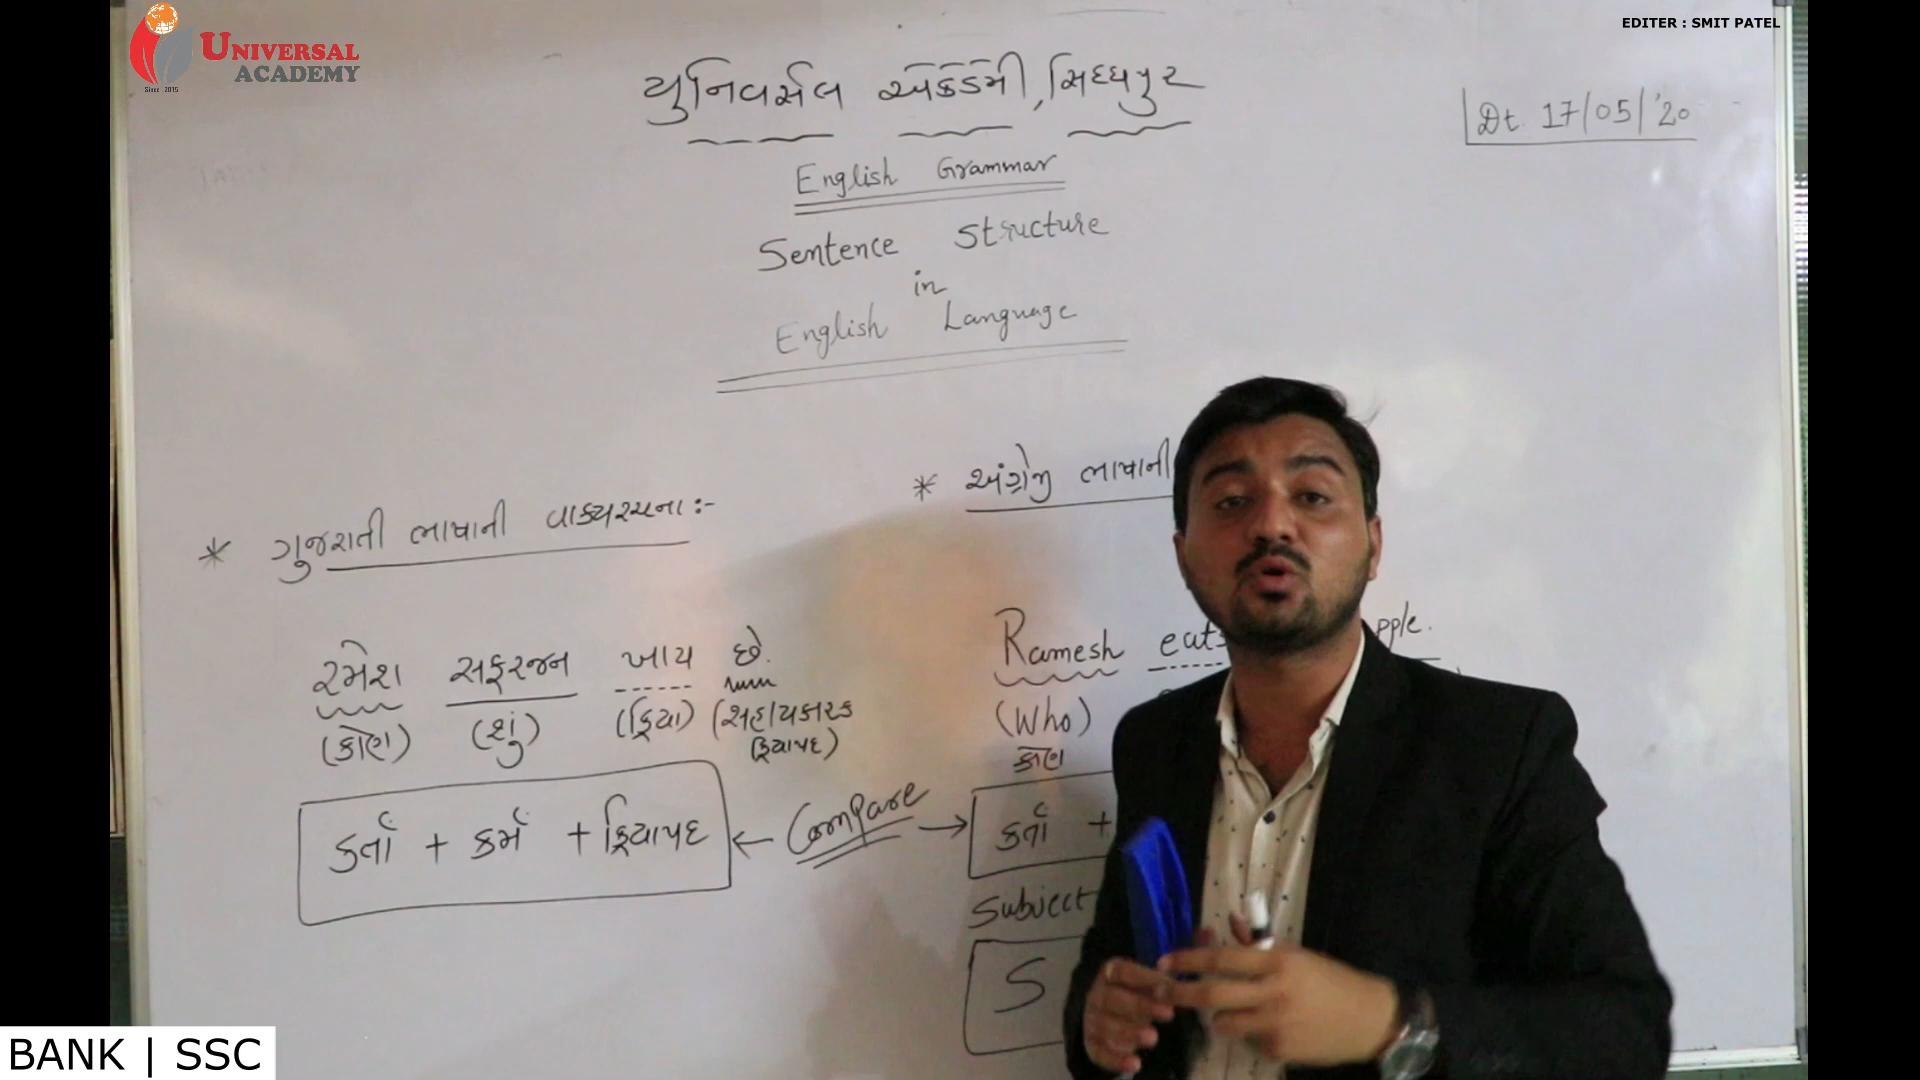 UNIVERSAL
ACADEMY
Since 2015
EDITER : SMIT PATEL
યુનિવર્સલ એકેડેમી, સિધ્ધપુર
Dt. 17/05/'20
English Grammar
Sentence Structure
in
English Language
* ગુજરાતી ભાષાની વાક્યરચના :-
* અંગ્રેજી ભાષાની
રમેશ સફરજન ખાય છે.
(કોણ) (શું) (ક્રિયા) (સહાયકારક
ક્રિયાપદ)
કર્તા + કર્મ + ક્રિયાપદ
← Compare →
Ramesh eats pple.
(Who)
કોણ
કર્તા +
Subject
S
BANK | SSC